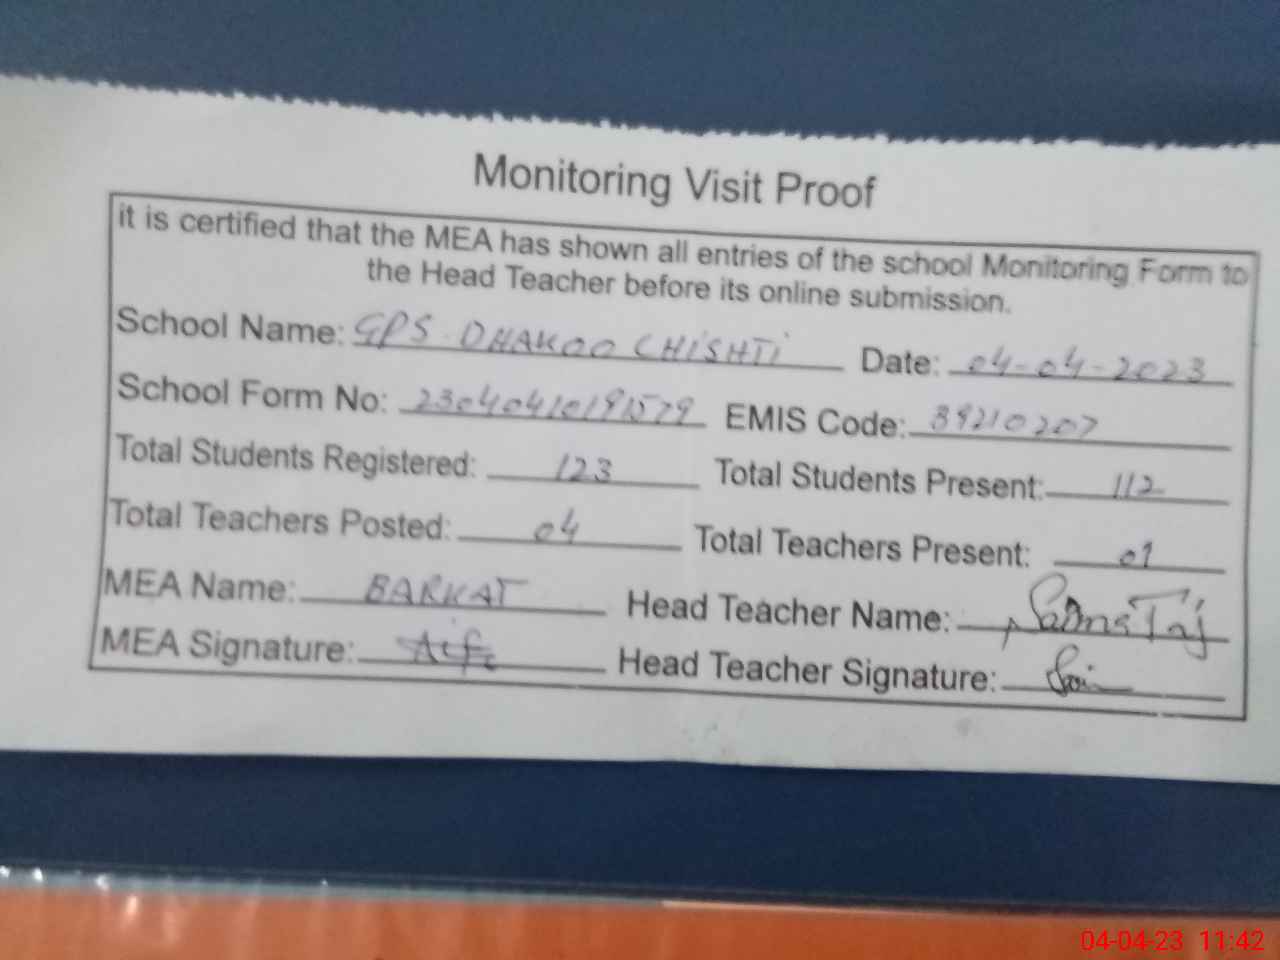 Monitoring Visit Proof
it is certified that the MEA has shown all entries of the school Monitoring Form to
the Head Teacher before its online submission.
School Name: GPS DHAKOO CHISHTI Date: 04-04-2023
School Form No: 23040410191579 EMIS Code: 39210207
Total Students Registered: 123 Total Students Present: 112
Total Teachers Posted: 04 Total Teachers Present: 01
MEA Name: BARKAT Head Teacher Name: Taj
MEA Signature: Head Teacher Signature:
04-04-23 11:42